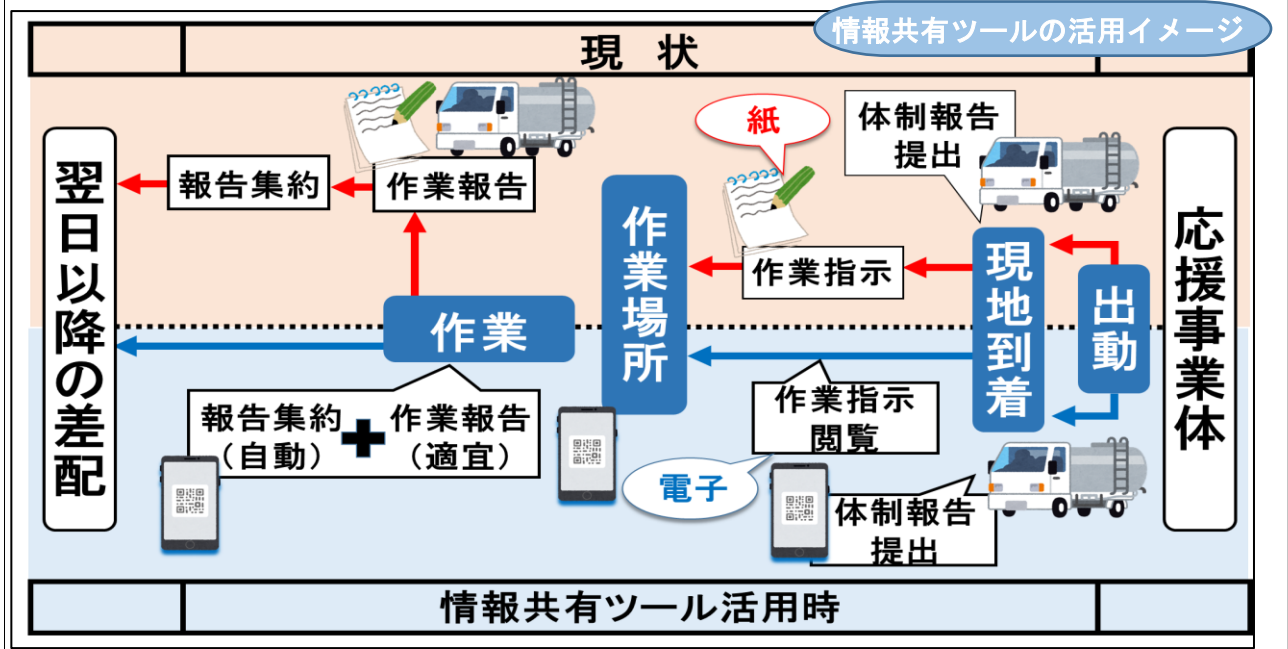 情報共有ツールの活用イメージ
現状
応援事業体
出動
現地到着
体制報告
提出
作業指示
紙
作業場所
作業
作業報告
報告集約
翌日以降の差配
体制報告
提出
電子
作業指示
閲覧
作業報告
（適宜）
報告集約
（自動）
情報共有ツール活用時